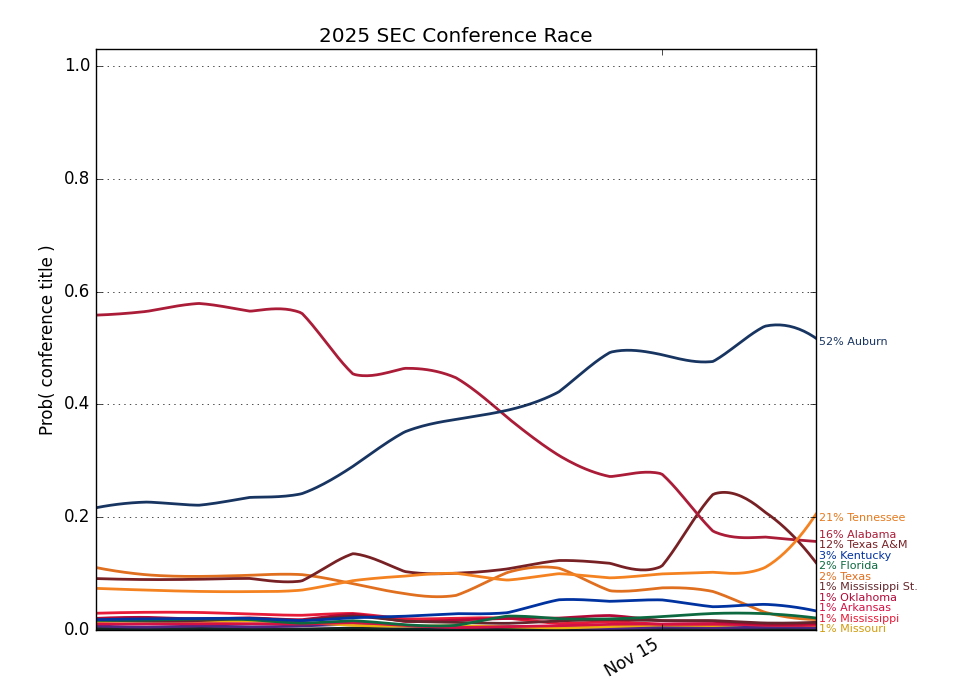 2025 SEC Conference Race
Prob( conference title )
1.0
0.8
0.6
0.4
0.2
0.0
Nov 15
52% Auburn
21% Tennessee
16% Alabama
12% Texas A&M
3% Kentucky
2% Florida
2% Texas
1% Mississippi St.
1% Oklahoma
1% Arkansas
1% Mississippi
1% Missouri